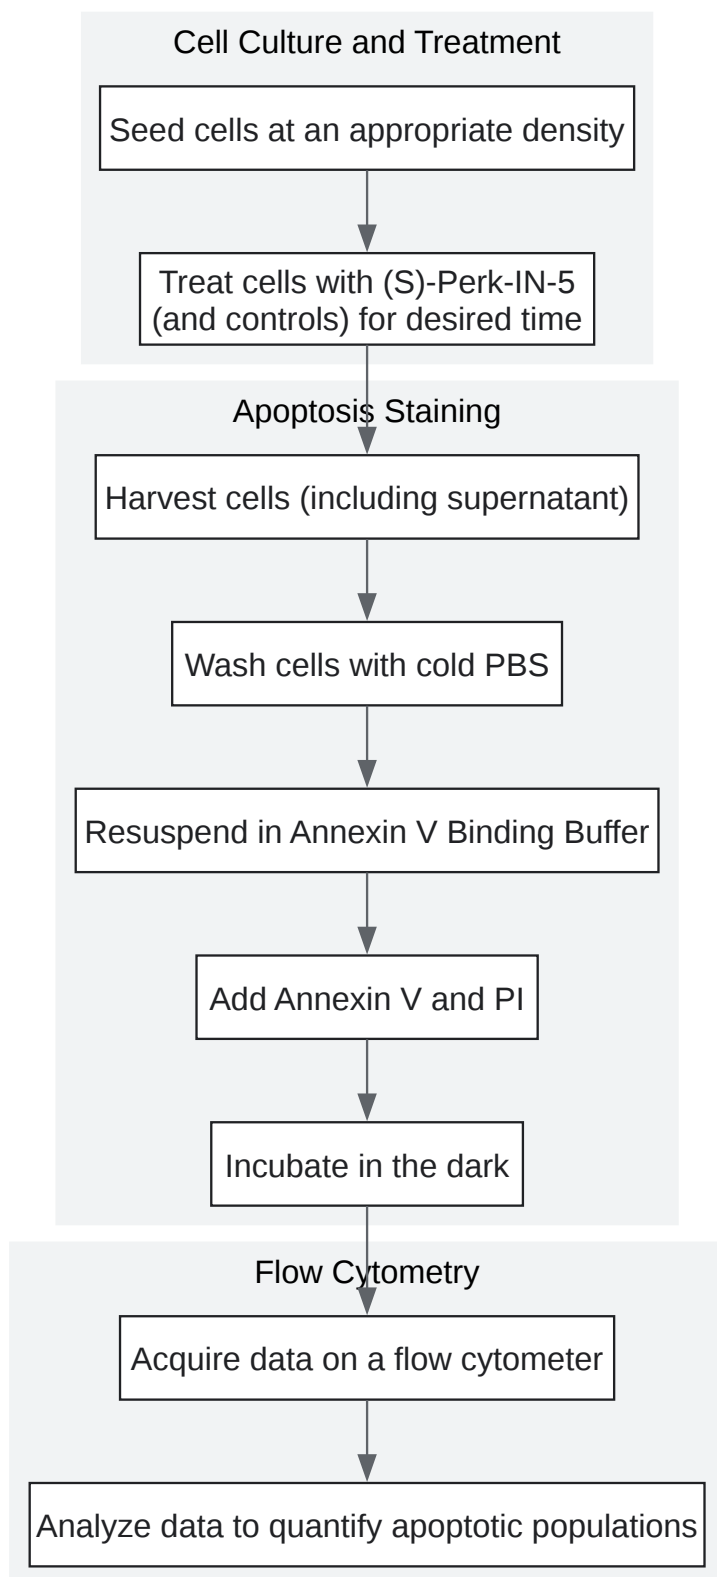 Cell Culture and Treatment
Seed cells at an appropriate density
Treat cells with (S)-Perk-IN-5
(and controls) for desired time
Apoptosis Staining
Harvest cells (including supernatant)
Wash cells with cold PBS
Resuspend in Annexin V Binding Buffer
Add Annexin V and PI
Incubate in the dark
Flow Cytometry
Acquire data on a flow cytometer
Analyze data to quantify apoptotic populations